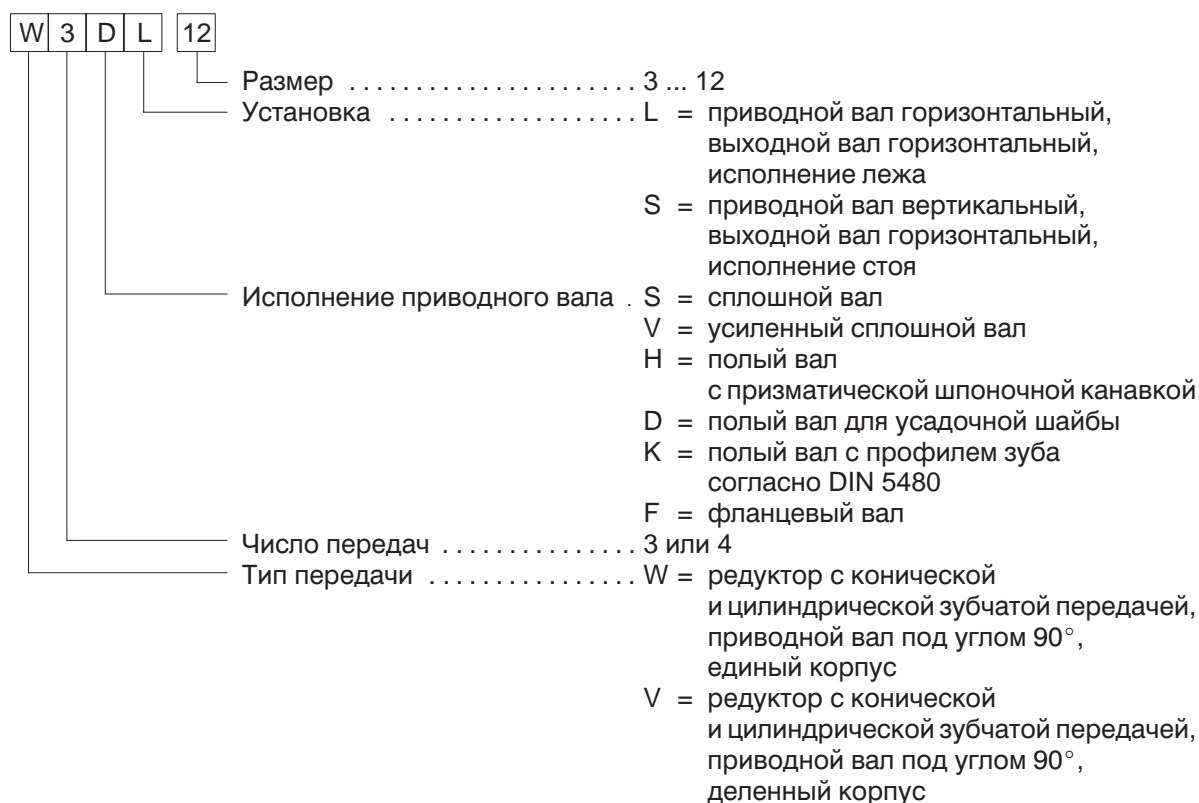 W 3 D L 12
Размер . . . . . . . . . . . . . . . . . . . . . . 3 ... 12
Установка . . . . . . . . . . . . . . . . . . . L = приводной вал горизонтальный,
выходной вал горизонтальный,
исполнение лежа
S = приводной вал вертикальный,
выходной вал горизонтальный,
исполнение стоя
Исполнение приводного вала . S = сплошной вал
V = усиленный сплошной вал
H = полый вал
с призматической шпоночной канавкой
D = полый вал для усадочной шайбы
K = полый вал с профилем зуба
согласно DIN 5480
F = фланцевый вал
Число передач . . . . . . . . . . . . . . . 3 или 4
Тип передачи . . . . . . . . . . . . . . . . W = редуктор с конической
и цилиндрической зубчатой передачей,
приводной вал под углом 90°,
единый корпус
V = редуктор с конической
и цилиндрической зубчатой передачей,
приводной вал под углом 90°,
деленный корпус